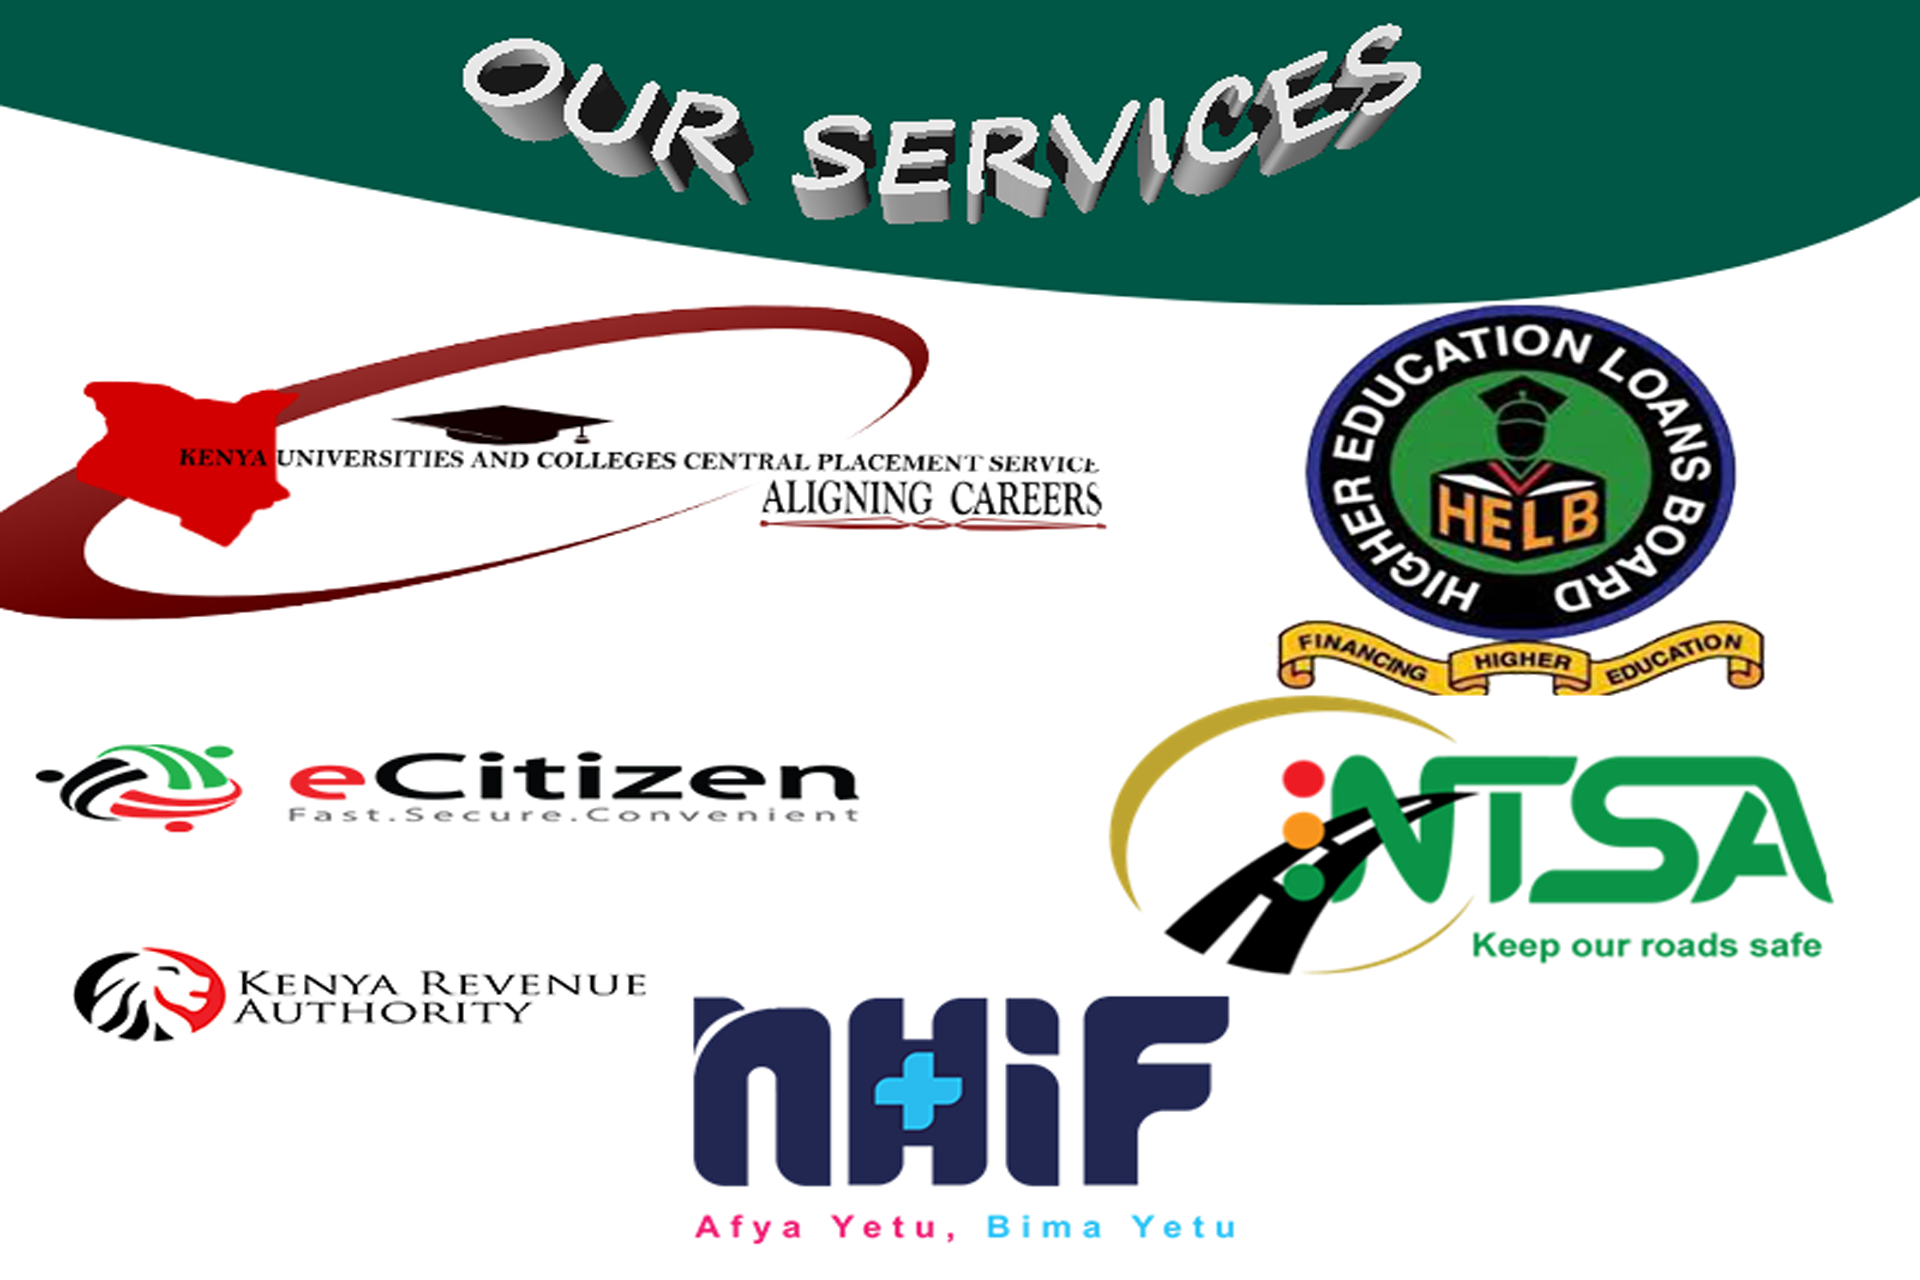 OUR SERVICES
KENYA UNIVERSITIES AND COLLEGES CENTRAL PLACEMENT SERVICE
ALIGNING CAREERS
HIGHER EDUCATION LOANS BOARD
HELB
FINANCING HIGHER EDUCATION
eCitizen
Fast.Secure.Convenient
NTSA
Keep our roads safe
KENYA REVENUE
AUTHORITY
nHiF
Afya Yetu, Bima Yetu